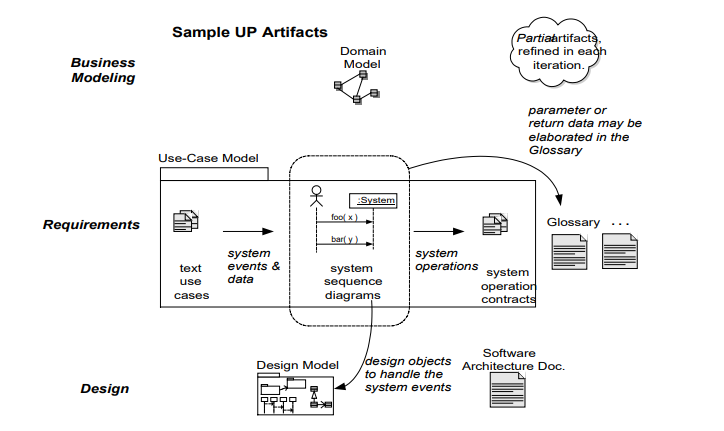 Sample UP Artifacts
Domain
Model
Partial artifacts,
refined in each
iteration.
Business
Modeling
parameter or
return data may be
elaborated in the
Glossary
Use-Case Model
:System
foo( x )
bar( y )
Requirements
Glossary ...
text
use
cases
system
events &
data
system
sequence
diagrams
system
operations
system
operation
contracts
Design Model
design objects
to handle the
system events
Software
Architecture Doc.
Design